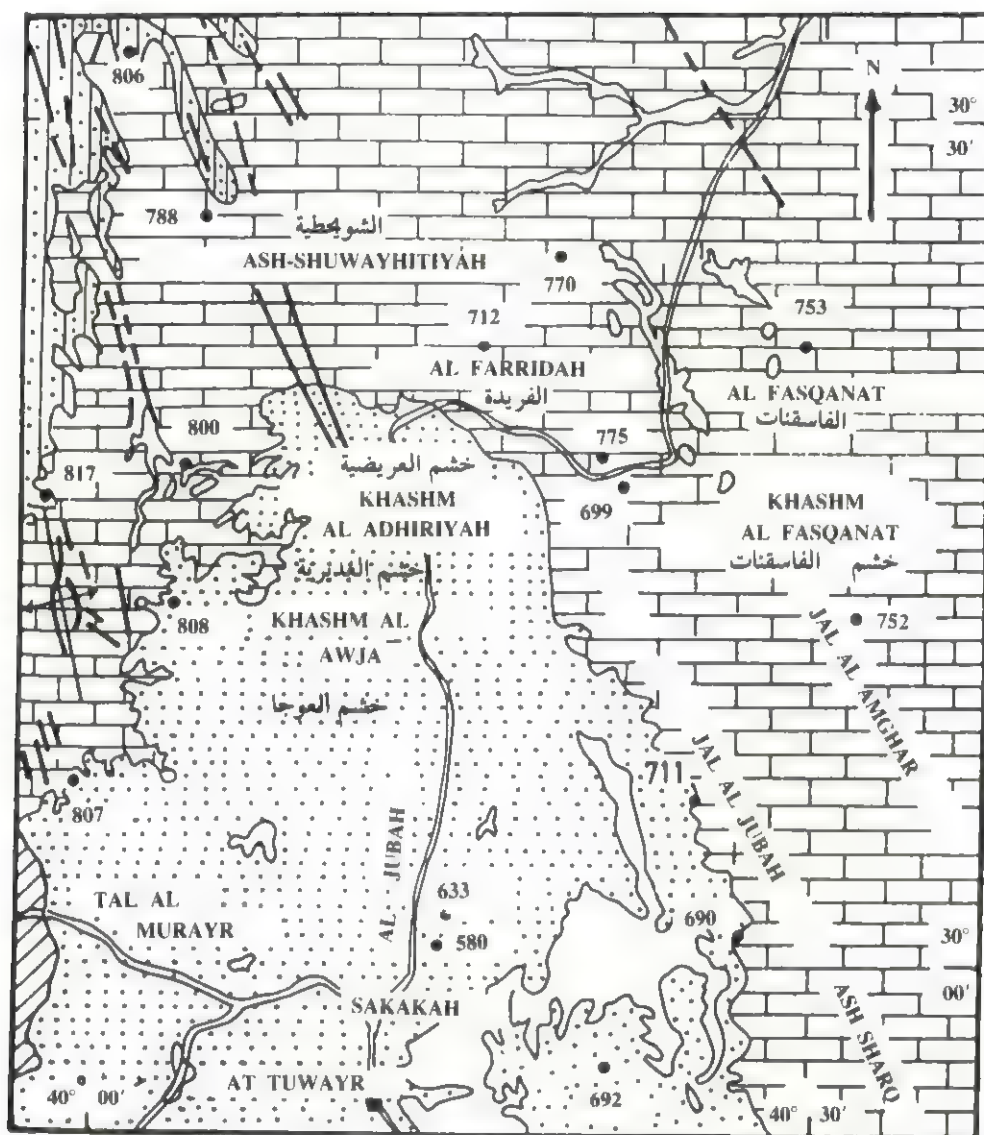 806
N
30°
30′
788
الشويحطية
ASH-SHUWAYHITIYAH
770
753
712
AL FARRIDAH
الفريدة
AL FASQANAT
الفاسقنات
800
775
817
خشم العريضية
KHASHM
AL ADHIRIYAH
699
KHASHM
AL FASQANAT
خشم الفاسقنات
خشم الغديرية
808
KHASHM AL
AWJA
752
خشم العوجا
JAL AL AMGHAR
JAL AL JUBAH
711
807
AL JUBAH
TAL AL
MURAYR
633
690
580
30°
00′
SAKAKAH
ASH SHARQ
AT TUWAYR
692
40° 00′
40° 30′